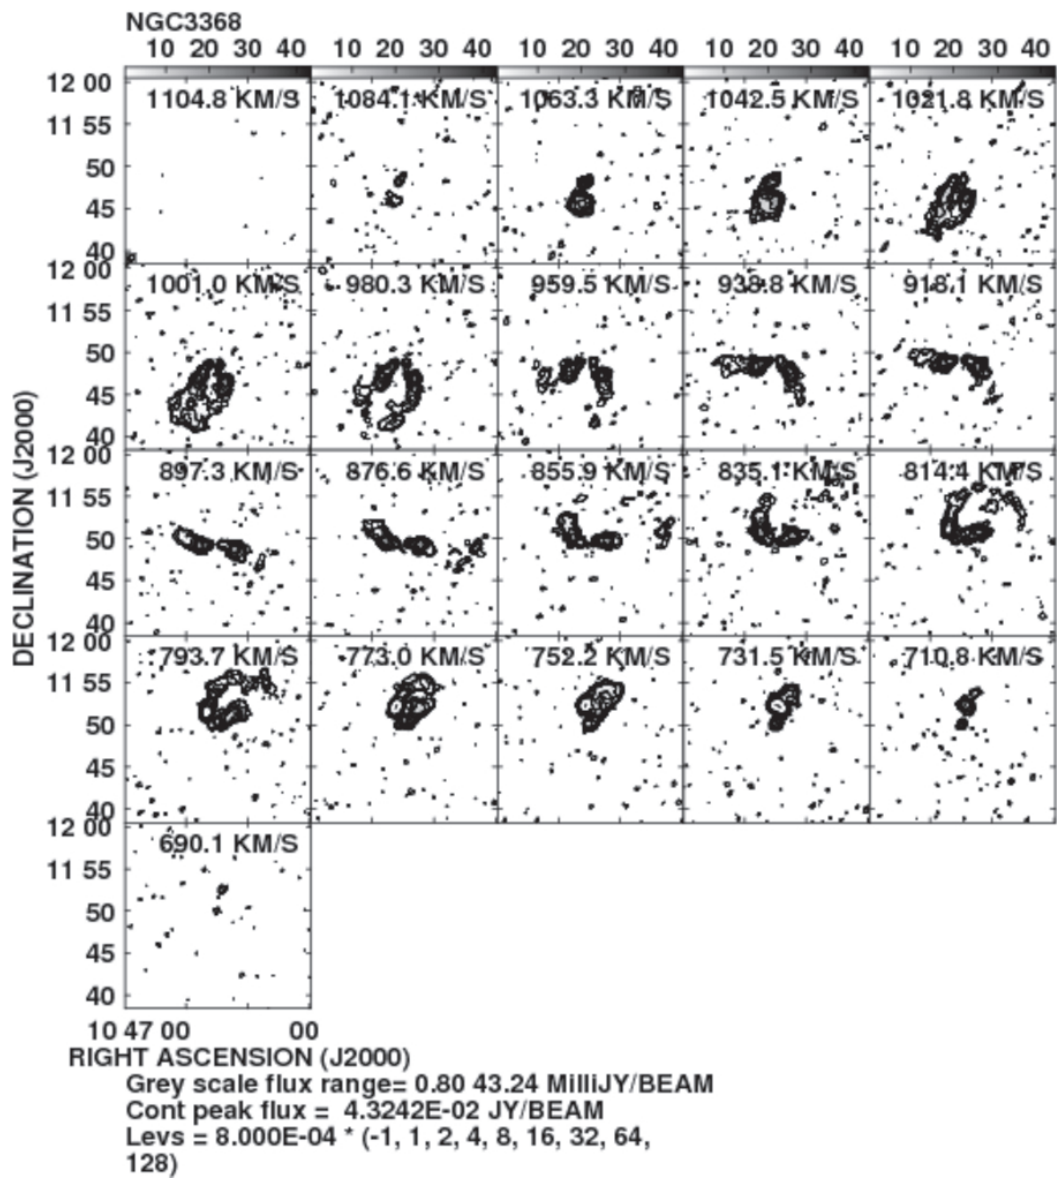 NGC3368
10 20 30 40 10 20 30 40 10 20 30 40 10 20 30 40 10 20 30 40
12 00
1104.8 KM/S 1084.1 KM/S 1063.3 KM/S 1042.5 KM/S 1021.8 KM/S
11 55
50
45
40
12 00
1001.0 KM/S 980.3 KM/S 959.5 KM/S 938.8 KM/S 918.1 KM/S
11 55
50
45
40
12 00
897.3 KM/S 876.6 KM/S 855.9 KM/S 835.1 KM/S 814.4 KM/S
11 55
50
45
40
12 00
793.7 KM/S 773.0 KM/S 752.2 KM/S 731.5 KM/S 710.8 KM/S
11 55
50
45
40
12 00
690.1 KM/S
11 55
50
45
40
DECLINATION (J2000)
10 47 00 00
RIGHT ASCENSION (J2000)
Grey scale flux range= 0.80 43.24 MilliJY/BEAM
Cont peak flux = 4.3242E-02 JY/BEAM
Levs = 8.000E-04 * (-1, 1, 2, 4, 8, 16, 32, 64,
128)